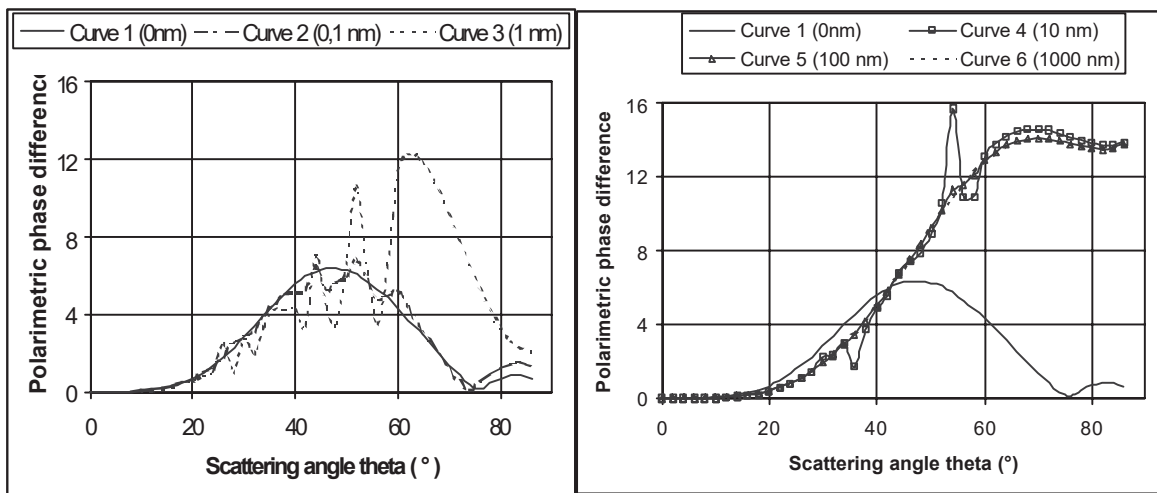 Curve 1 (0nm) Curve 2 (0,1 nm) Curve 3 (1 nm)
16
12
8
4
0
0 20 40 60 80
Polarimetric phase difference
Scattering angle theta ( ° )
Curve 1 (0nm) Curve 4 (10 nm)
Curve 5 (100 nm) Curve 6 (1000 nm)
16
12
8
4
0
0 20 40 60 80
Polarimetric phase difference
Scattering angle theta (°)